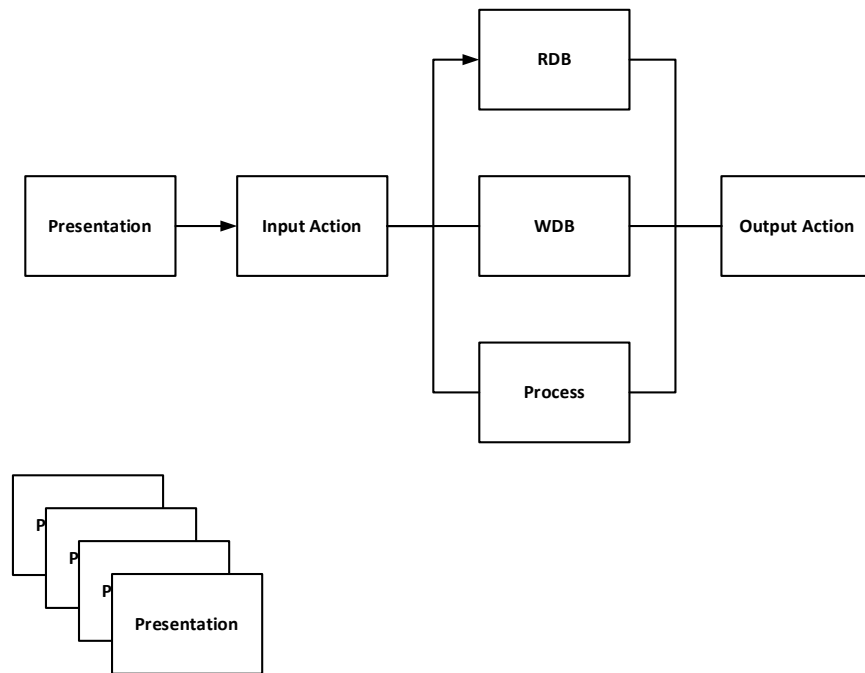 RDB
Presentation
Input Action
WDB
Output Action
Process
P
P
P
Presentation